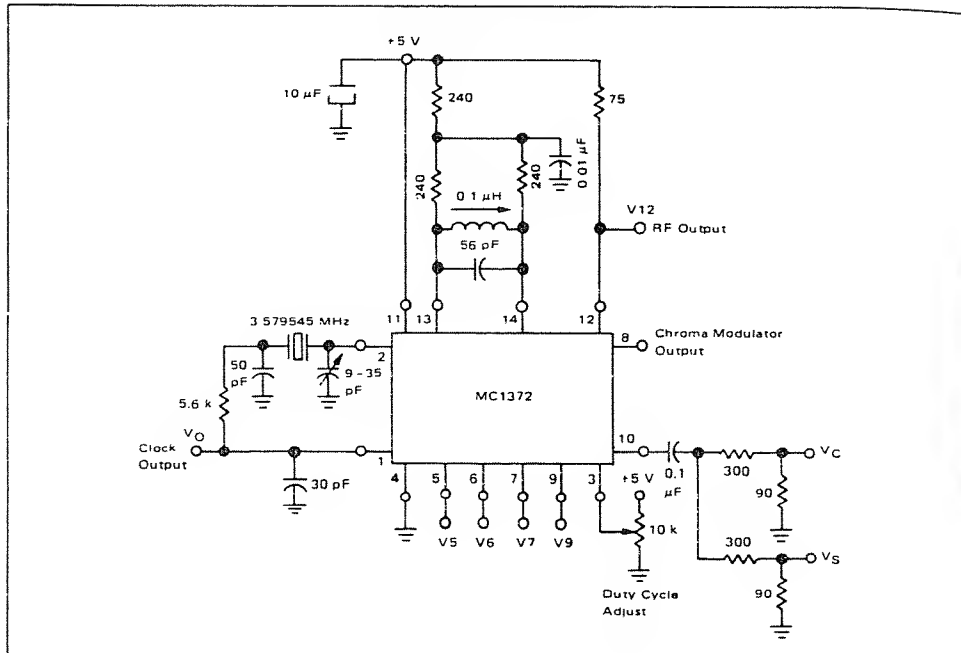 +5 V
10 µF
240
75
240
240
0 01 µF
0 1 µH
V12
RF Output
56 pF
11
13
14
12
3 579545 MHz
2
8
Chroma Modulator
Output
50
pF
9-35
pF
MC1372
5.6 k
VO
Clock
Output
1
10
VC
300
0.1
µF
90
30 pF
4
5
6
7
9
3
+5 V
10 k
V5
V6
V7
V9
300
VS
90
Duty Cycle
Adjust